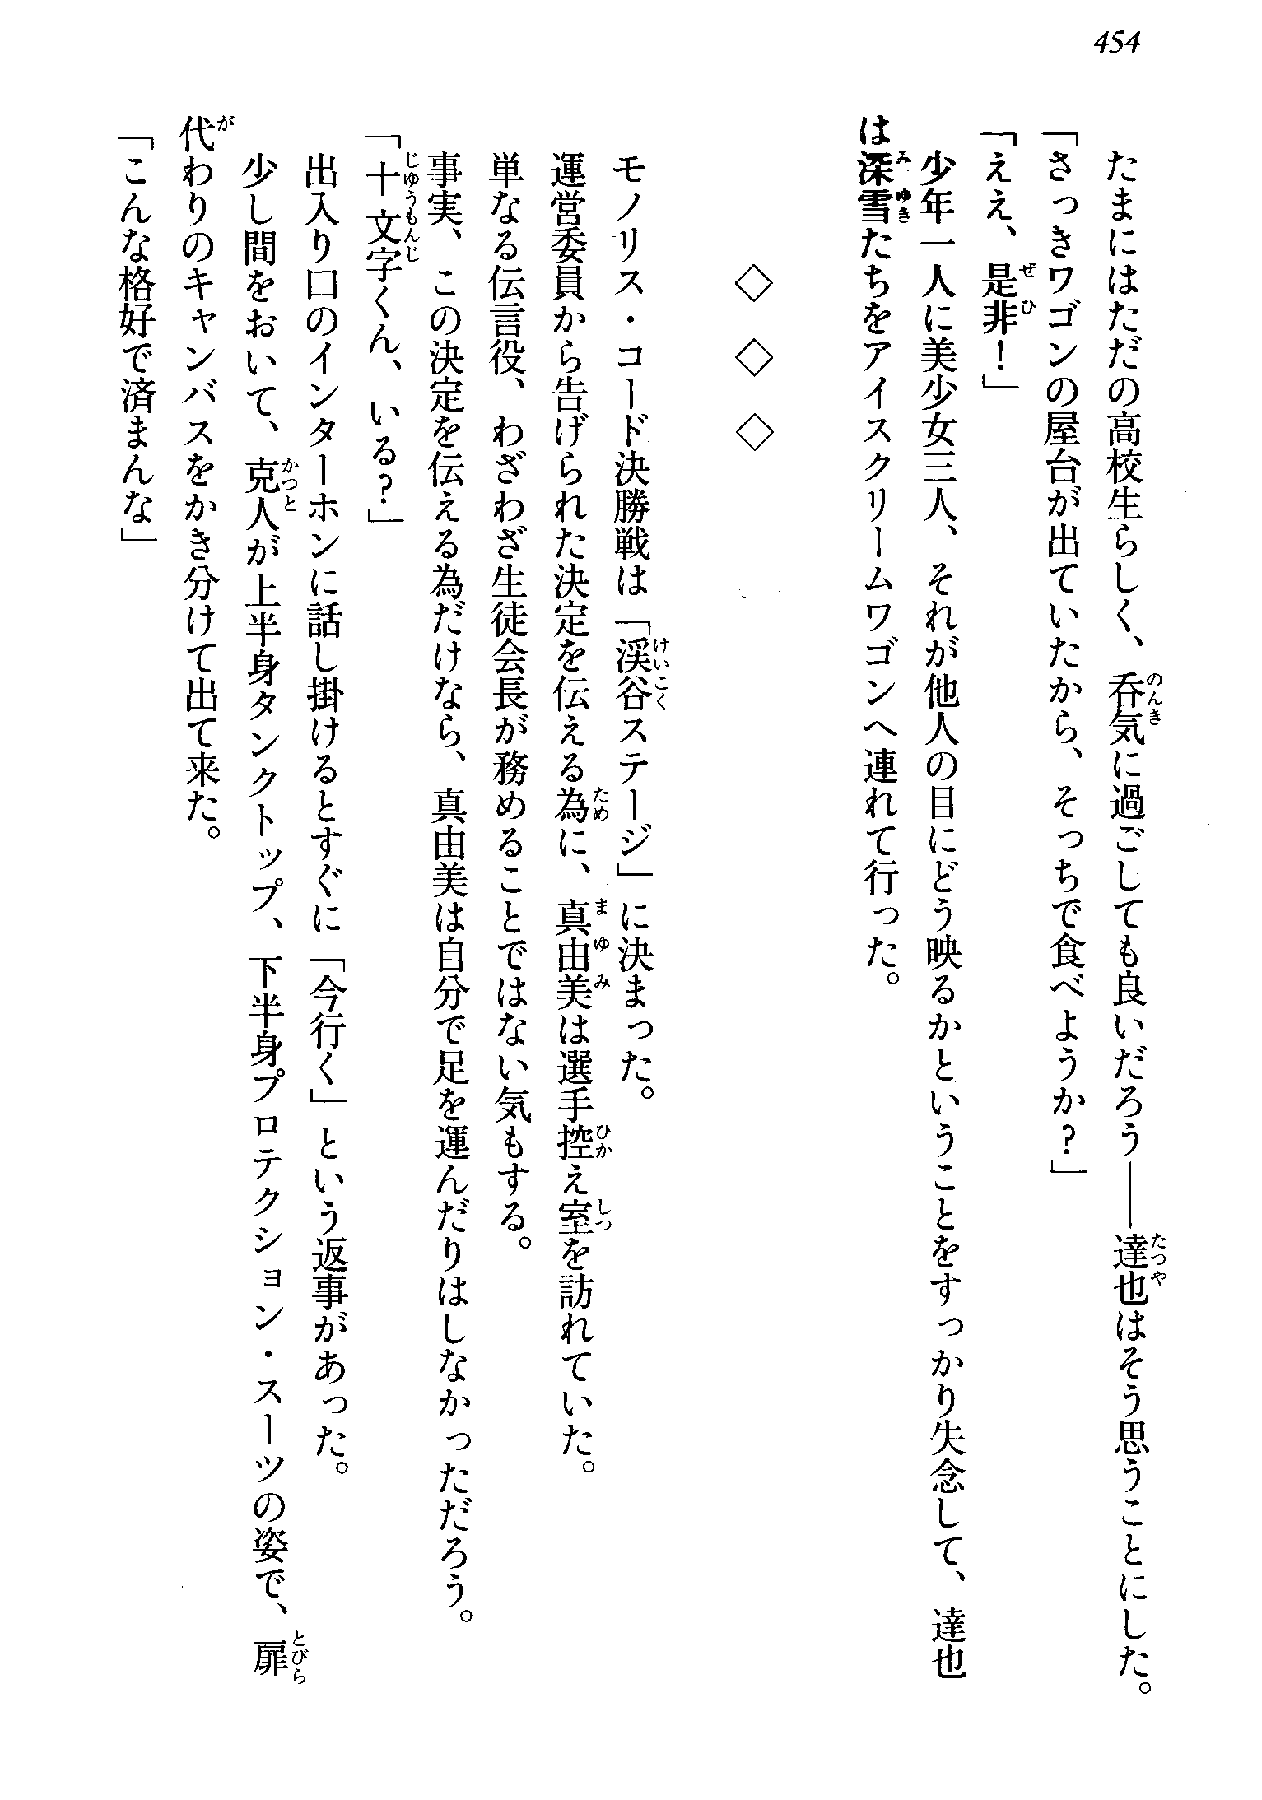 454
たまにはただの高校生らしく、呑気に過ごしても良いだろう――達也はそう思うことにした。
「さっきワゴンの屋台が出ていたから、そっちで食べようか？」
「ええ、是非！」
少年一人に美少女三人、それが他人の目にどう映るかということをすっかり失念して、達也
は深雪たちをアイスクリームワゴンへ連れて行った。
◇ ◇ ◇
モノリス・コード決勝戦は「渓谷ステージ」に決まった。
運営委員から告げられた決定を伝える為に、真由美は選手控え室を訪れていた。
単なる伝言役、わざわざ生徒会長が務めることではない気もする。
事実、この決定を伝える為だけなら、真由美は自分で足を運んだりはしなかっただろう。
「十文字くん、いる？」
出入り口のインターホンに話し掛けるとすぐに「今行く」という返事があった。
少し間をおいて、克人が上半身タンクトップ、下半身プロテクション・スーツの姿で、扉
代わりのキャンバスをかき分けて出て来た。
「こんな格好で済まんな」